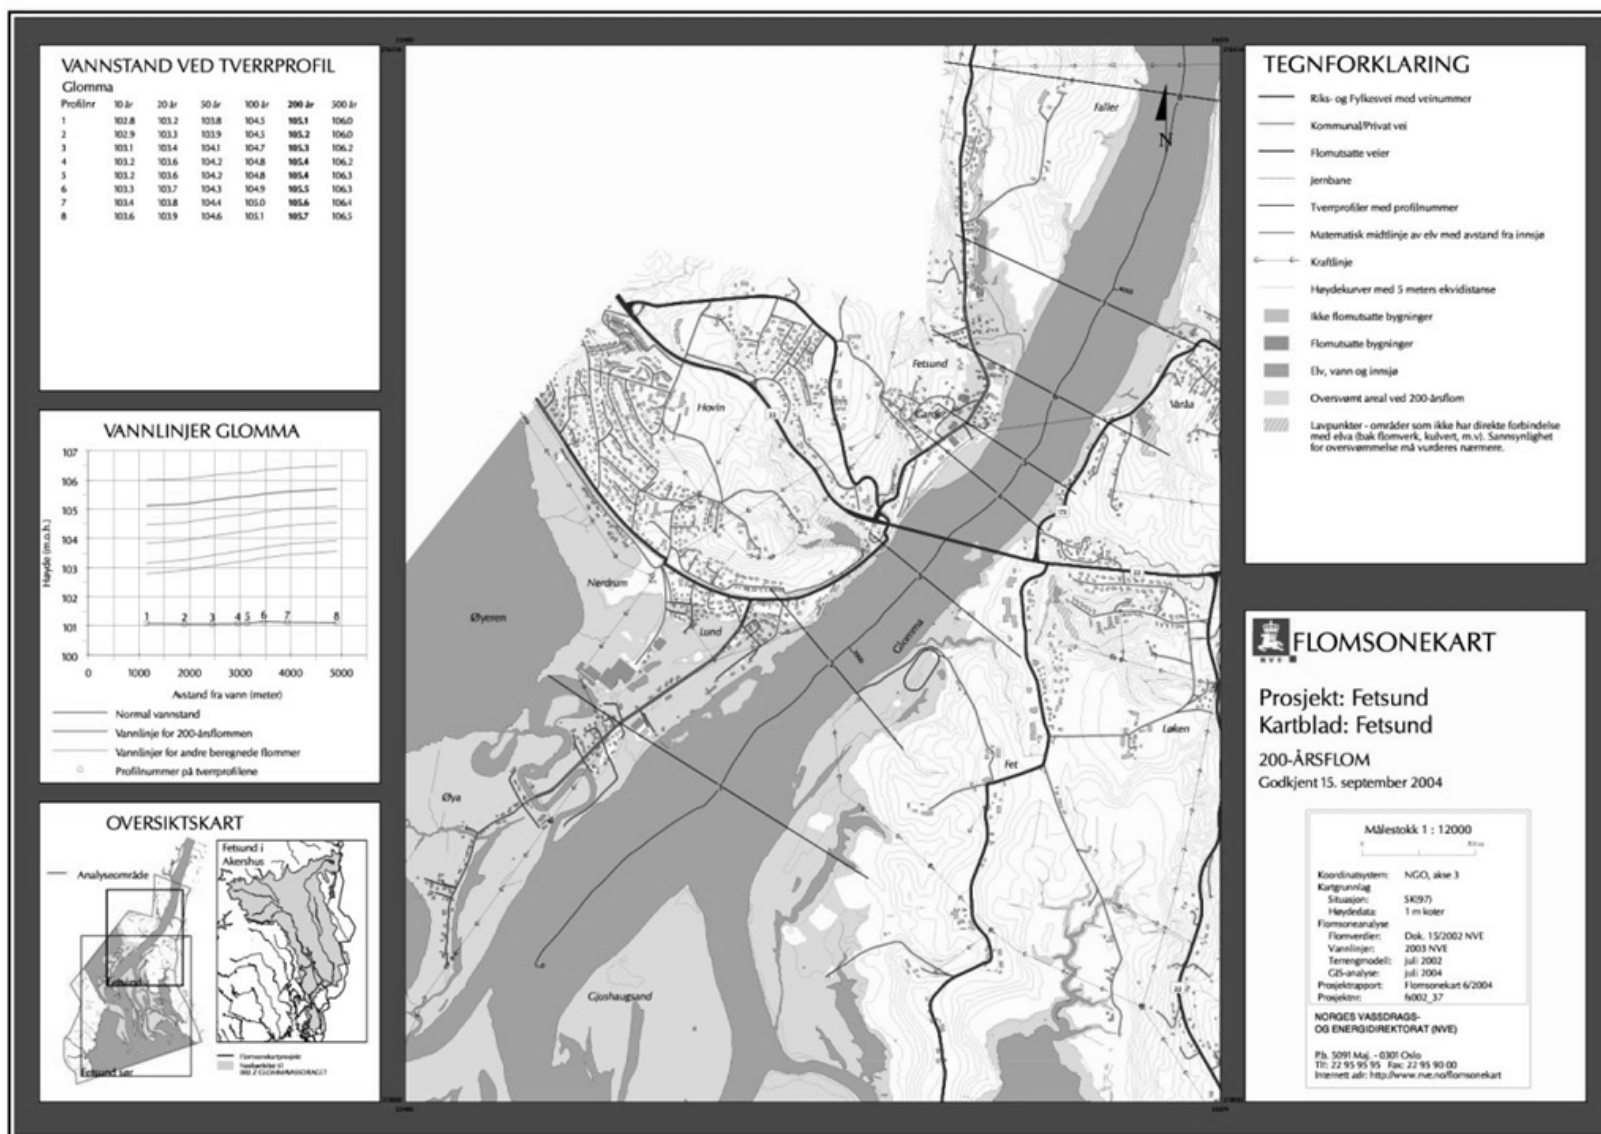 VANNSTAND VED TVERRPROFIL
Glomma
Profilnr 10 år 20 år 50 år 100 år 200 år 500 år
1 102.8 103.2 103.8 104.5 105.1 106.0
2 102.9 103.3 103.9 104.5 105.2 106.0
3 103.1 103.4 104.1 104.7 105.3 106.2
4 103.2 103.6 104.2 104.8 105.4 106.2
5 103.2 103.6 104.2 104.8 105.4 106.3
6 103.3 103.7 104.3 104.9 105.5 106.3
7 103.4 103.8 104.4 105.0 105.6 106.4
8 103.6 103.9 104.6 105.1 105.7 106.5
VANNLINJER GLOMMA
Høyde (m.o.h.)
107
106
105
104
103
102
101
100
1 2 3 4 5 6 7 8
0 1000 2000 3000 4000 5000
Avstand fra vann (meter)
Normal vannstand
Vannlinje for 200-årsflommen
Vannlinjer for andre beregnede flommer
Profilnummer på tverrprofilene
OVERSIKTSKART
Analyseområde
Fetsund
Fetsund sør
Fetsund i
Akershus
Flomsonekartprosjekt
002.Z GLOMMAVASSDRAGET
Faller
N
Fetsund
Garder
Hovin
Varåa
Nerdrum
Øyeren
Lund
Glomma
Løken
Fet
Øya
Gjushaugsand
TEGNFORKLARING
Riks- og Fylkesvei med veinummer
Kommunal/Privat vei
Flomutsatte veier
Jernbane
Tverrprofiler med profilnummer
Matematisk midtlinje av elv med avstand fra innsjø
Kraftlinje
Høydekurver med 5 meters ekvidistanse
Ikke flomutsatte bygninger
Flomutsatte bygninger
Elv, vann og innsjø
Oversvømt areal ved 200-årsflom
Lavpunkter - områder som ikke har direkte forbindelse
med elva (bak flomverk, kulvert, m.v). Sannsynlighet
for oversvømmelse må vurderes nærmere.
NVE
FLOMSONEKART
Prosjekt: Fetsund
Kartblad: Fetsund
200-ÅRSFLOM
Godkjent 15. september 2004
Målestokk 1 : 12000
Koordinatsystem: NGO, akse 3
Kartgrunnlag
Situasjon: SK(97)
Høydedata: 1 m koter
Flomsoneanalyse
Flomverdier: Dok. 15/2002 NVE
Vannlinjer: 2003 NVE
Terrengmodell: juli 2002
GIS-analyse: juli 2004
Prosjektrapport: Flomsonekart 6/2004
Prosjektnr: fs002_37
NORGES VASSDRAGS-
OG ENERGIDIREKTORAT (NVE)
P.b. 5091 Maj. - 0301 Oslo
Tlf: 22 95 95 95 Fax: 22 95 90 00
Internett adr: http://www.nve.no/flomsonekart